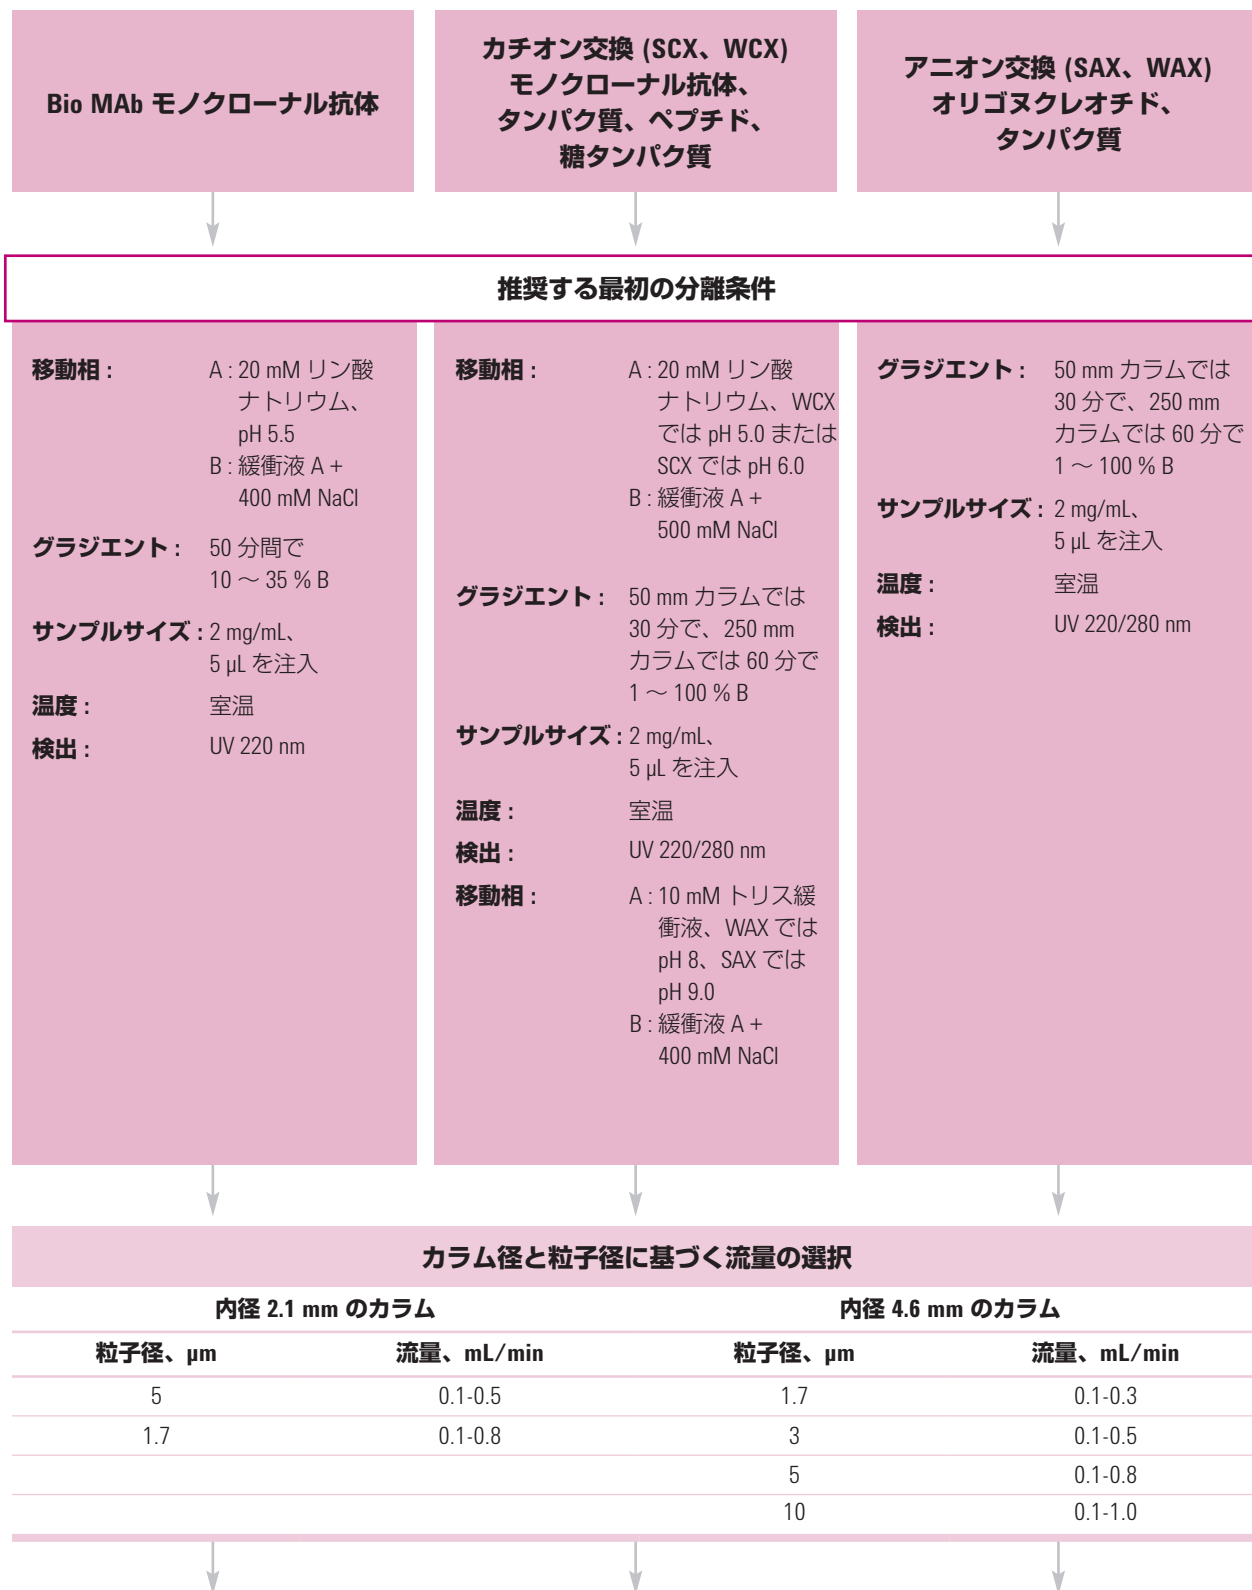 Bio MAb モノクローナル抗体
カチオン交換 (SCX、WCX)
モノクローナル抗体、
タンパク質、ペプチド、
糖タンパク質
アニオン交換 (SAX、WAX)
オリゴヌクレオチド、
タンパク質
推奨する最初の分離条件
移動相 : A : 20 mM リン酸
ナトリウム、
pH 5.5
B : 緩衝液 A +
400 mM NaCl
グラジエント : 50 分間で
10 ～ 35 % B
サンプルサイズ : 2 mg/mL、
5 µL を注入
温度 : 室温
検出 : UV 220 nm
移動相 : A : 20 mM リン酸
ナトリウム、WCX
では pH 5.0 または
SCX では pH 6.0
B : 緩衝液 A +
500 mM NaCl
グラジエント : 50 mm カラムでは
30 分で、250 mm
カラムでは 60 分で
1 ～ 100 % B
サンプルサイズ : 2 mg/mL、
5 µL を注入
温度 : 室温
検出 : UV 220/280 nm
移動相 : A : 10 mM トリス緩
衝液、WAX では
pH 8、SAX では
pH 9.0
B : 緩衝液 A +
400 mM NaCl
グラジエント : 50 mm カラムでは
30 分で、250 mm
カラムでは 60 分で
1 ～ 100 % B
サンプルサイズ : 2 mg/mL、
5 µL を注入
温度 : 室温
検出 : UV 220/280 nm
カラム径と粒子径に基づく流量の選択
内径 2.1 mm のカラム 内径 4.6 mm のカラム
粒子径、µm 流量、mL/min 粒子径、µm 流量、mL/min
5 0.1-0.5 1.7 0.1-0.3
1.7 0.1-0.8 3 0.1-0.5
5 0.1-0.8
10 0.1-1.0